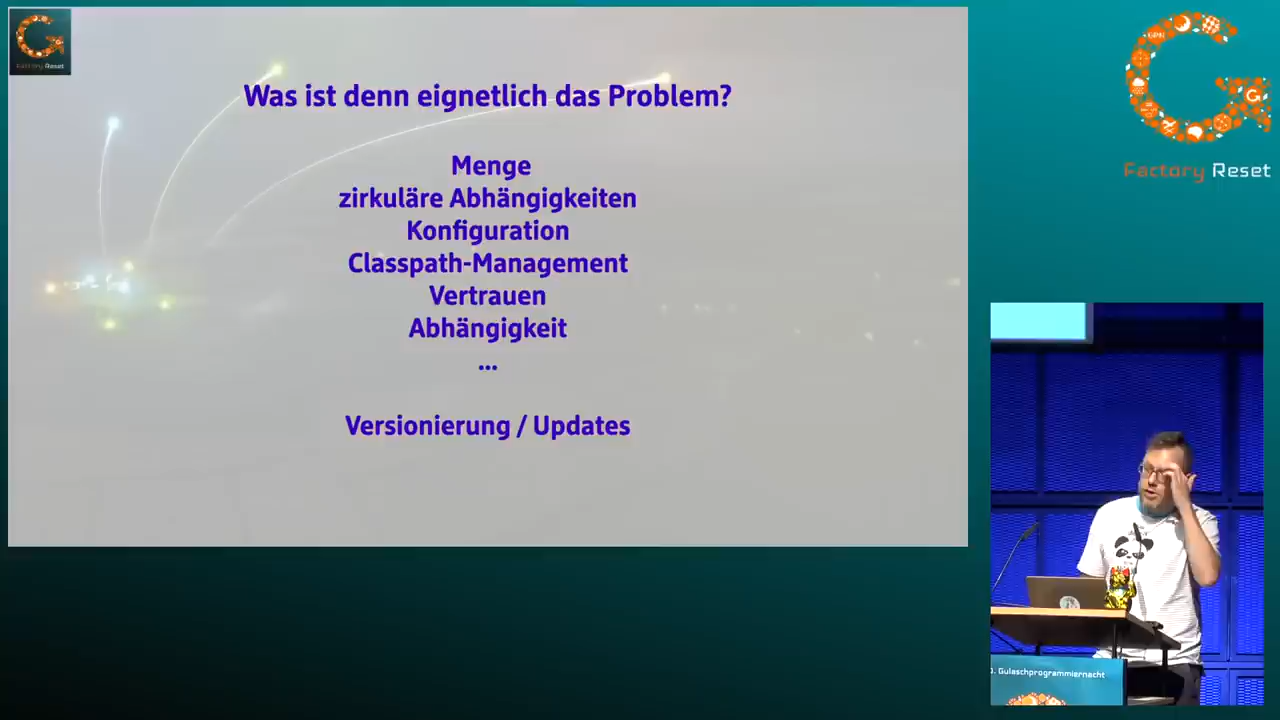 Factory Reset
Was ist denn eignetlich das Problem?
Menge
zirkuläre Abhängigkeiten
Konfiguration
Classpath-Management
Vertrauen
Abhängigkeit
...
Versionierung / Updates
GPN
Factory Reset
. Gulaschprogrammiernacht